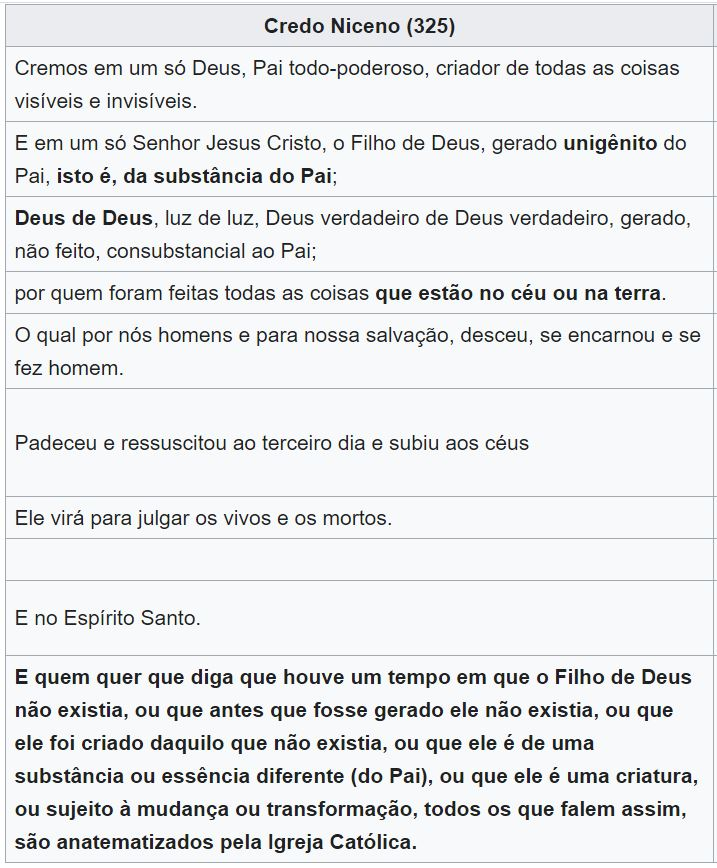 Credo Niceno (325)
Cremos em um só Deus, Pai todo-poderoso, criador de todas as coisas
visíveis e invisíveis.
E em um só Senhor Jesus Cristo, o Filho de Deus, gerado unigênito do
Pai, isto é, da substância do Pai;
Deus de Deus, luz de luz, Deus verdadeiro de Deus verdadeiro, gerado,
não feito, consubstancial ao Pai;
por quem foram feitas todas as coisas que estão no céu ou na terra.
O qual por nós homens e para nossa salvação, desceu, se encarnou e se
fez homem.
Padeceu e ressuscitou ao terceiro dia e subiu aos céus
Ele virá para julgar os vivos e os mortos.
E no Espírito Santo.
E quem quer que diga que houve um tempo em que o Filho de Deus
não existia, ou que antes que fosse gerado ele não existia, ou que
ele foi criado daquilo que não existia, ou que ele é de uma
substância ou essência diferente (do Pai), ou que ele é uma criatura,
ou sujeito à mudança ou transformação, todos os que falem assim,
são anatematizados pela Igreja Católica.